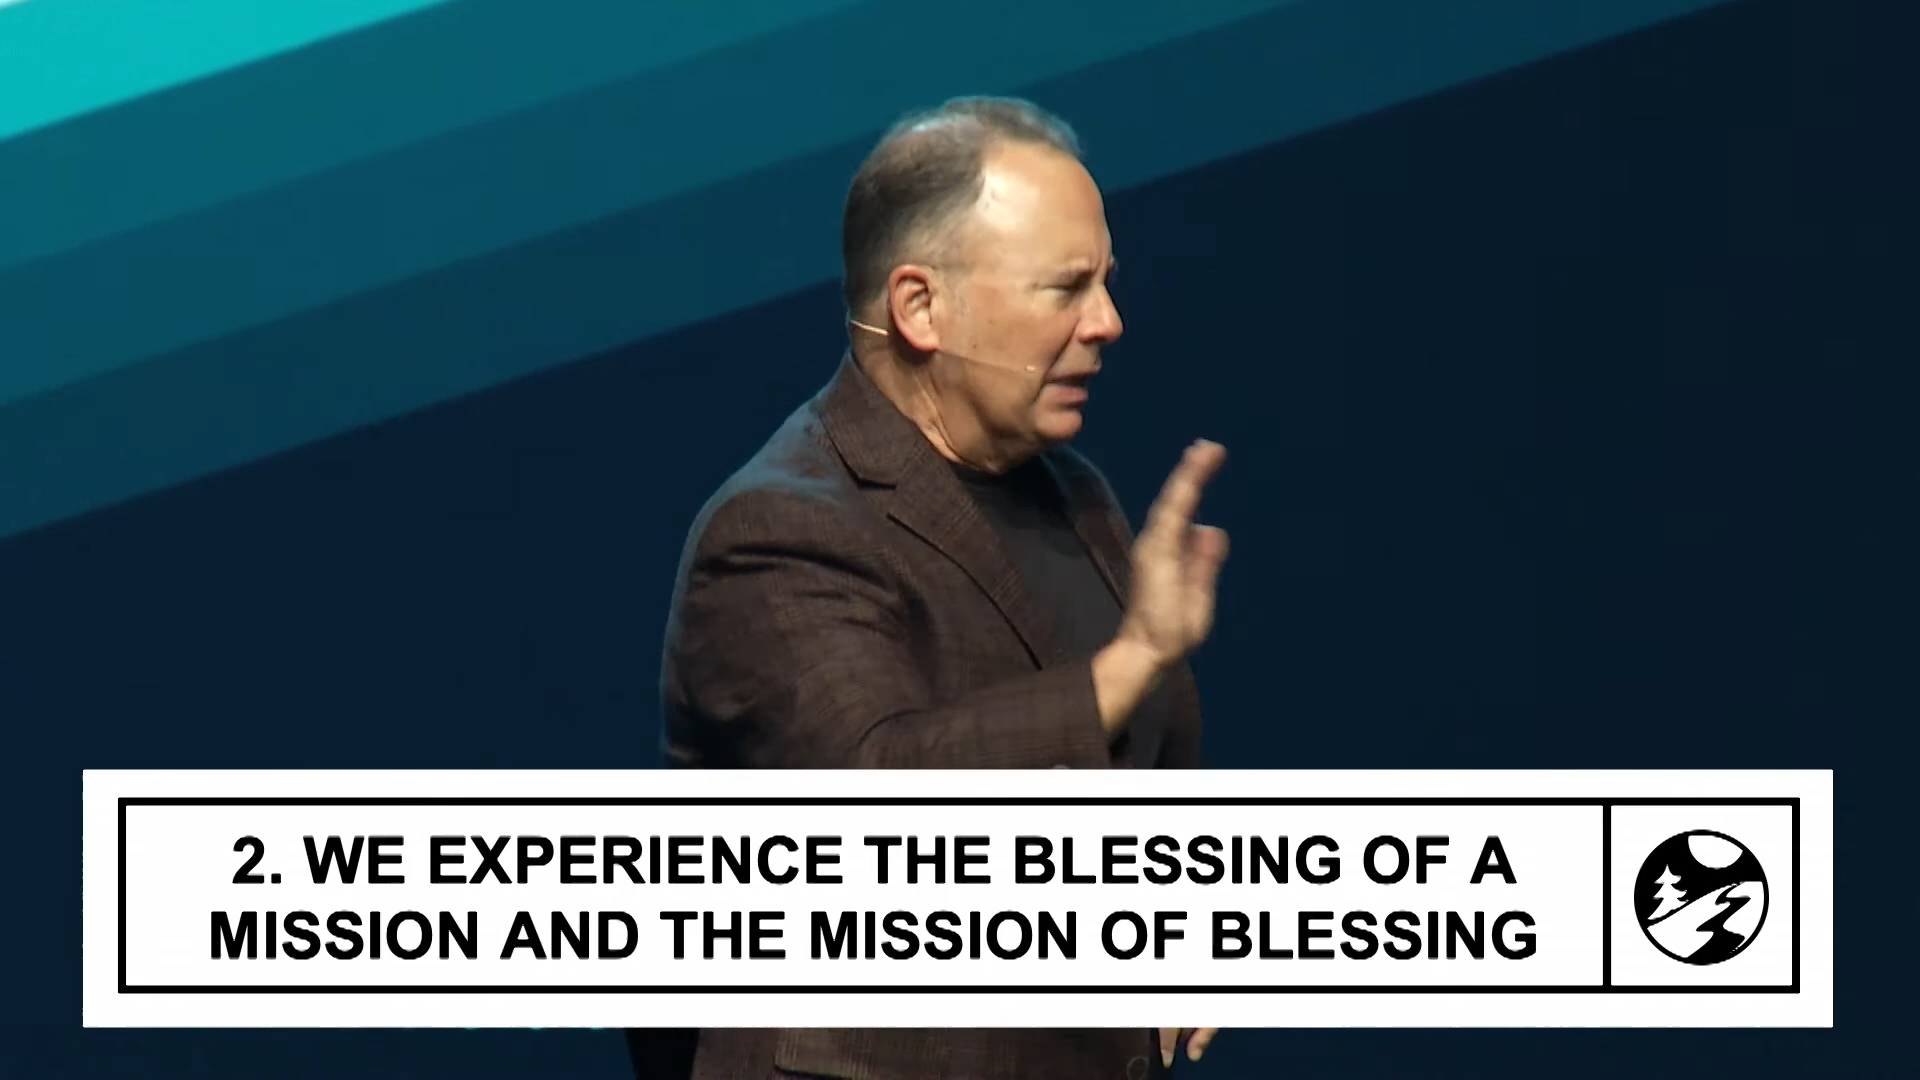 2. WE EXPERIENCE THE BLESSING OF A
MISSION AND THE MISSION OF BLESSING